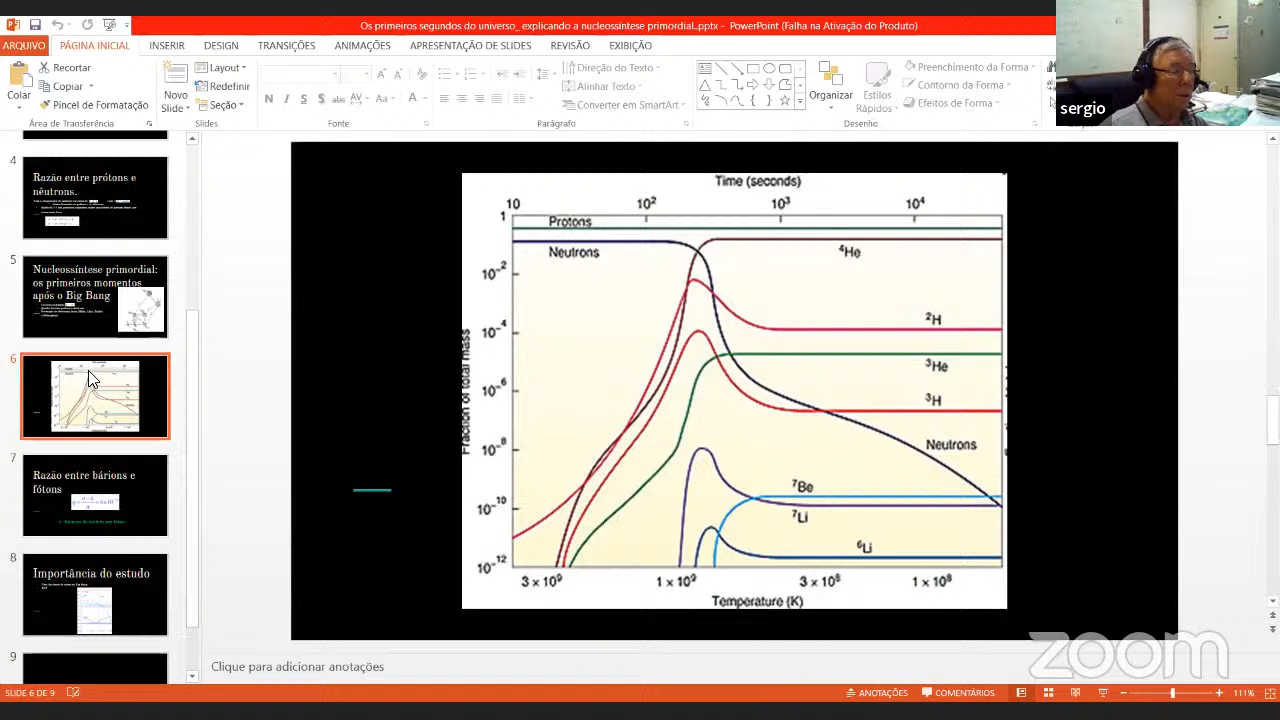 Os primeiros segundos do universo_ explicando a nucleossíntese primordial..pptx - PowerPoint (Falha na Ativação do Produto)
ARQUIVO PÁGINA INICIAL INSERIR DESIGN TRANSIÇÕES ANIMAÇÕES APRESENTAÇÃO DE SLIDES REVISÃO EXIBIÇÃO
Colar
Recortar
Copiar
Pincel de Formatação
Área de Transferência
Novo
Slide
Layout
Redefinir
Seção
Slides
N I S S abc AV Aa A
Fonte
Direção do Texto
Alinhar Texto
Converter em SmartArt
Parágrafo
Organizar
Estilos
Rápidos
Preenchimento da Forma
Contorno da Forma
Efeitos de Forma
Desenho
sergio
4
Razão entre prótons e
nêutrons.
5
Nucleossíntese primordial:
os primeiros momentos
após o Big Bang
6
7
Razão entre bárions e
fótons
8
Importância do estudo
9
Time (seconds)
10 10² 10³ 10⁴
Fraction of total mass
1
10⁻²
10⁻⁴
10⁻⁶
10⁻⁸
10⁻¹⁰
10⁻¹²
Protons
Neutrons
⁴He
²H
³He
³H
Neutrons
⁷Be
⁷Li
⁶Li
3 x 10⁹ 1 x 10⁹ 3 x 10⁸ 1 x 10⁸
Temperature (K)
zoom
Clique para adicionar anotações
SLIDE 6 DE 9
ANOTAÇÕES COMENTÁRIOS 111%